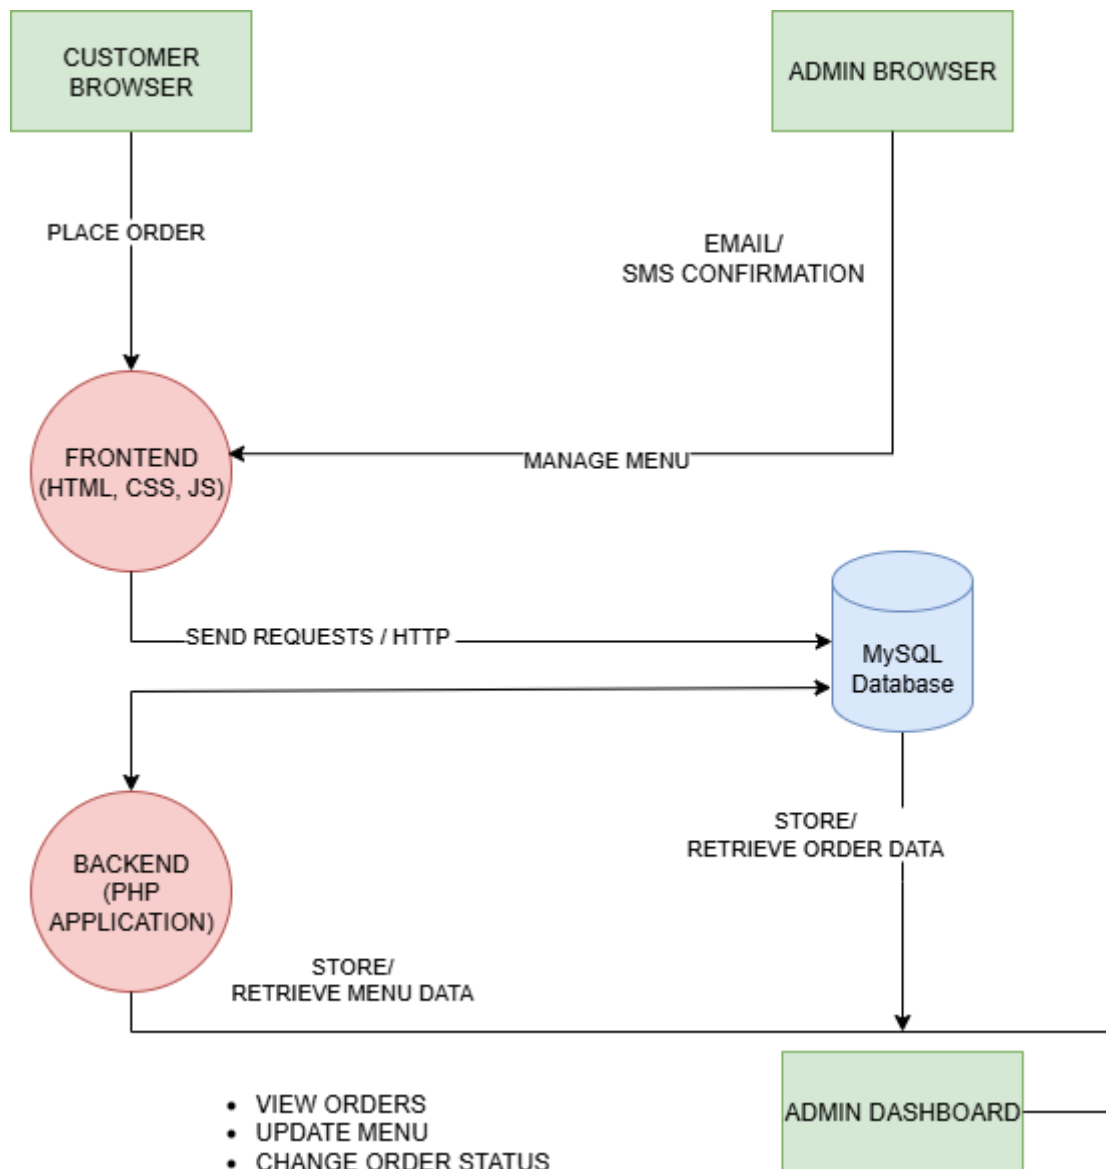 CUSTOMER
BROWSER
ADMIN BROWSER
PLACE ORDER
EMAIL/
SMS CONFIRMATION
FRONTEND
(HTML, CSS, JS)
MANAGE MENU
SEND REQUESTS / HTTP
MySQL
Database
STORE/
RETRIEVE ORDER DATA
BACKEND
(PHP
APPLICATION)
STORE/
RETRIEVE MENU DATA
ADMIN DASHBOARD
• VIEW ORDERS
• UPDATE MENU
• CHANGE ORDER STATUS